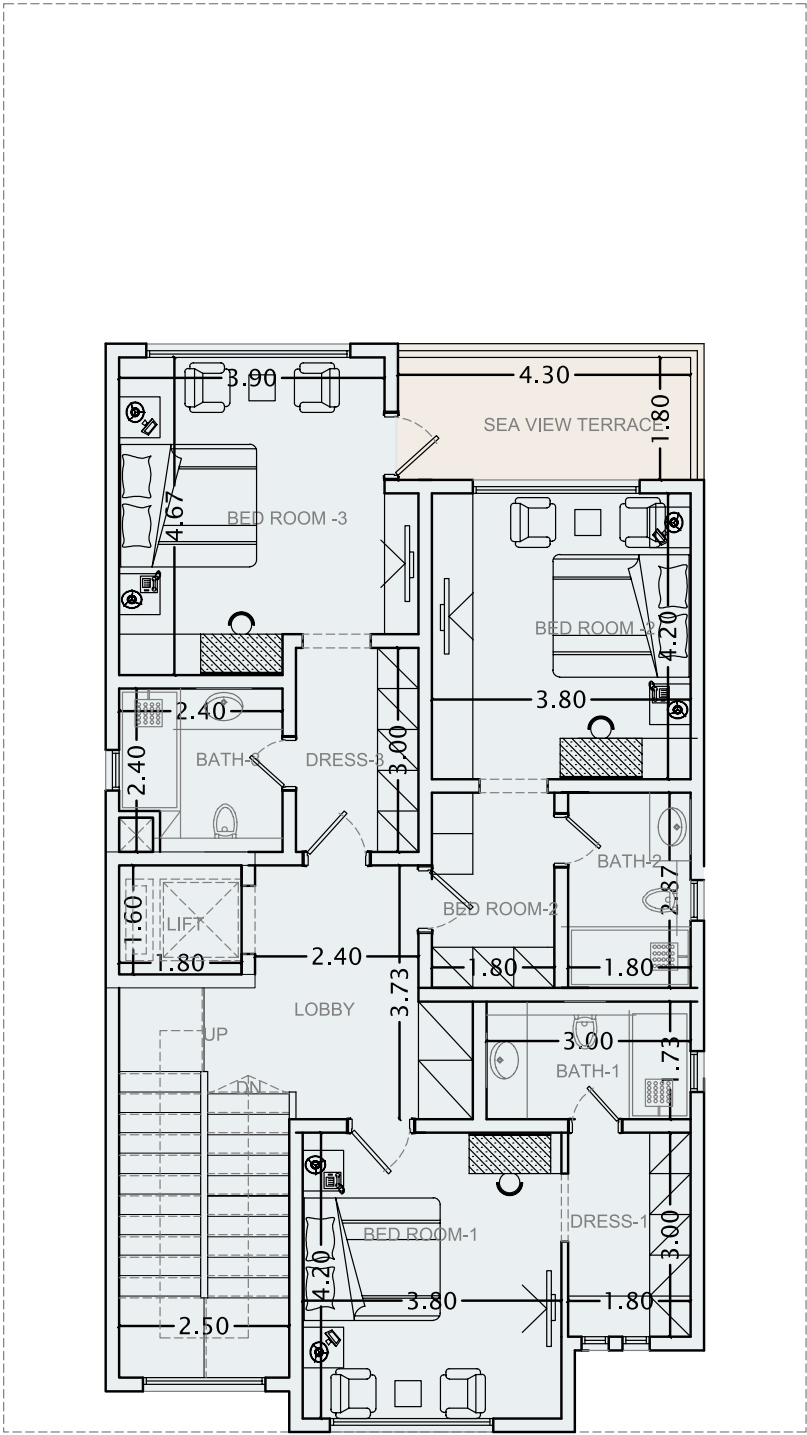 3.90
4.30
SEA VIEW TERRACE
1.80
4.67
BED ROOM -3
BED ROOM -2
4.20
3.80
2.40
2.40
BATH-3
DRESS-3
3.00
BATH-2
2.87
BED ROOM-2
1.60
LIFT
1.80
2.40
1.80
1.80
3.73
LOBBY
UP
3.00
1.73
BATH-1
DN
DRESS-1
BED ROOM-1
3.00
4.20
3.80
1.80
2.50